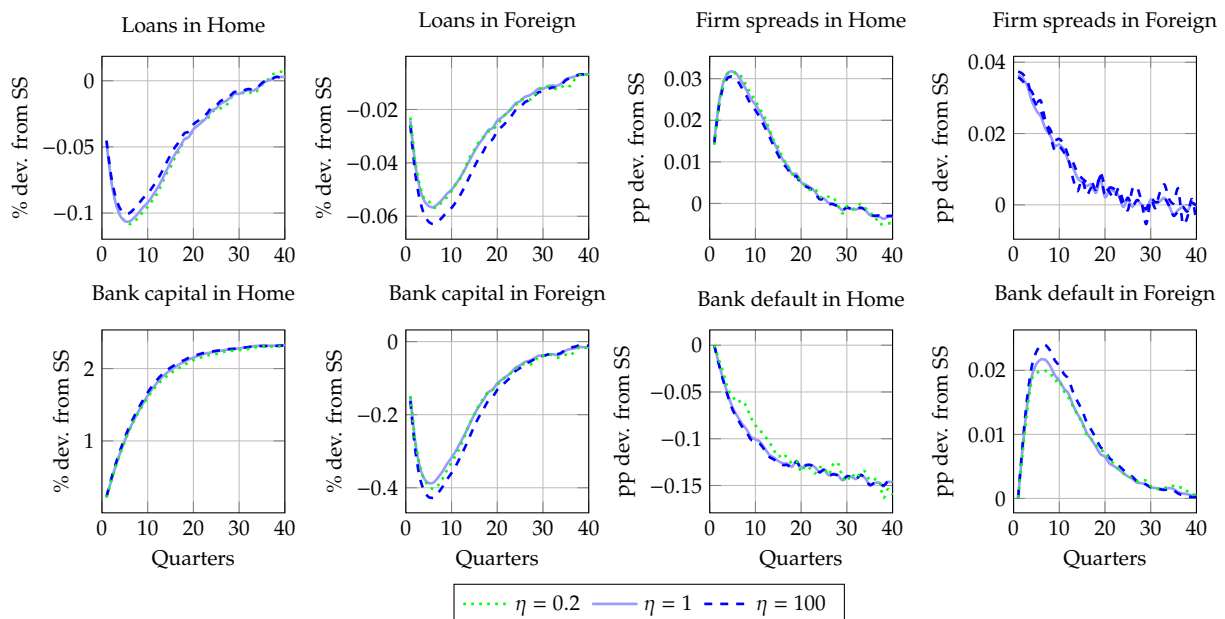 Loans in Home
% dev. from SS
0
−0.05
−0.1
0 10 20 30 40
Loans in Foreign
% dev. from SS
−0.02
−0.04
−0.06
0 10 20 30 40
Firm spreads in Home
pp dev. from SS
0.03
0.02
0.01
0
0 10 20 30 40
Firm spreads in Foreign
pp dev. from SS
0.04
0.02
0
0 10 20 30 40
Bank capital in Home
% dev. from SS
2
1
0 10 20 30 40
Quarters
Bank capital in Foreign
% dev. from SS
0
−0.2
−0.4
0 10 20 30 40
Quarters
Bank default in Home
pp dev. from SS
0
−0.05
−0.1
−0.15
0 10 20 30 40
Quarters
Bank default in Foreign
pp dev. from SS
0.02
0.01
0
0 10 20 30 40
Quarters
η = 0.2 η = 1 η = 100